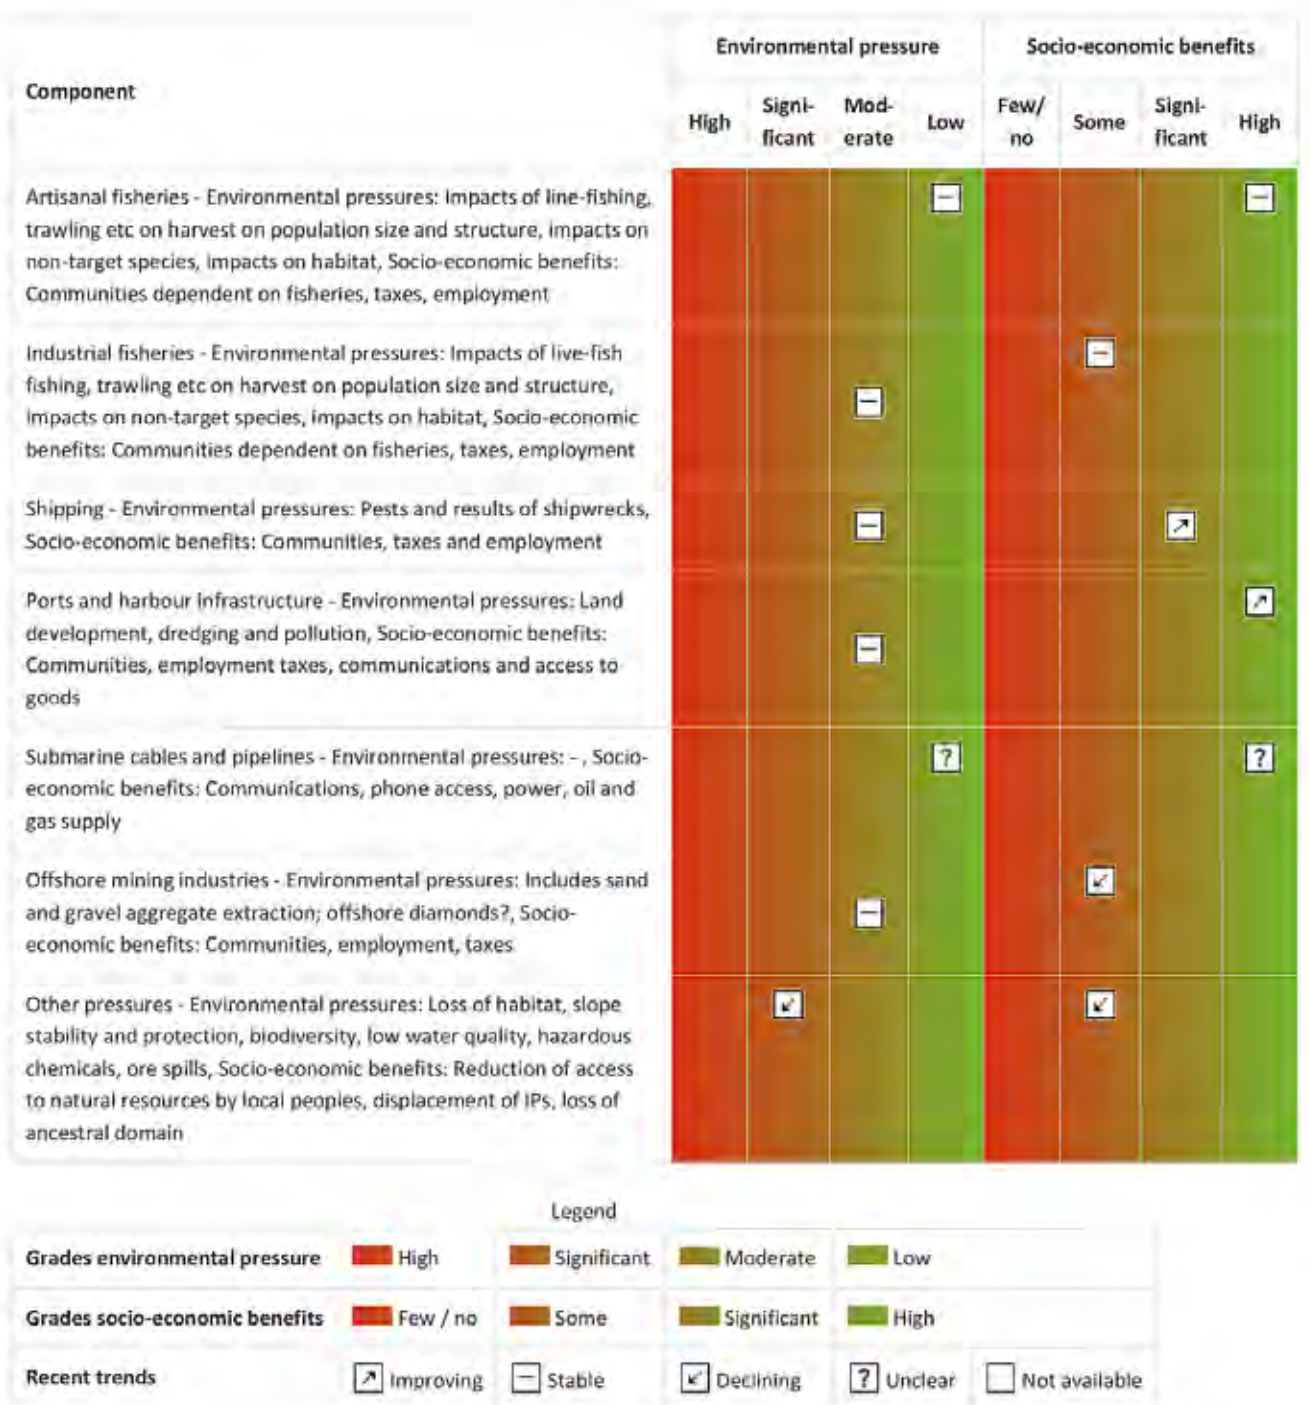 Environmental pressure Socio-economic benefits
Component
High Signi- Mod- Low Few/ Some Signi- High
ficant erate no ficant
Artisanal fisheries - Environmental pressures: Impacts of line-fishing,
trawling etc on harvest on population size and structure, impacts on
non-target species, impacts on habitat, Socio-economic benefits:
Communities dependent on fisheries, taxes, employment
Industrial fisheries - Environmental pressures: Impacts of live-fish
fishing, trawling etc on harvest on population size and structure,
impacts on non-target species, impacts on habitat, Socio-economic
benefits: Communities dependent on fisheries, taxes, employment
Shipping - Environmental pressures: Pests and results of shipwrecks,
Socio-economic benefits: Communities, taxes and employment
Ports and harbour infrastructure - Environmental pressures: Land
development, dredging and pollution, Socio-economic benefits:
Communities, employment taxes, communications and access to
goods
Submarine cables and pipelines - Environmental pressures: - , Socio-
economic benefits: Communications, phone access, power, oil and
gas supply
? ?
Offshore mining industries - Environmental pressures: Includes sand
and gravel aggregate extraction; offshore diamonds?, Socio-
economic benefits: Communities, employment, taxes
Other pressures - Environmental pressures: Loss of habitat, slope
stability and protection, biodiversity, low water quality, hazardous
chemicals, ore spills, Socio-economic benefits: Reduction of access
to natural resources by local peoples, displacement of IPs, loss of
ancestral domain
Legend
Grades environmental pressure High Significant Moderate Low
Grades socio-economic benefits Few / no Some Significant High
Recent trends ↗ Improving — Stable ↙ Declining ? Unclear Not available